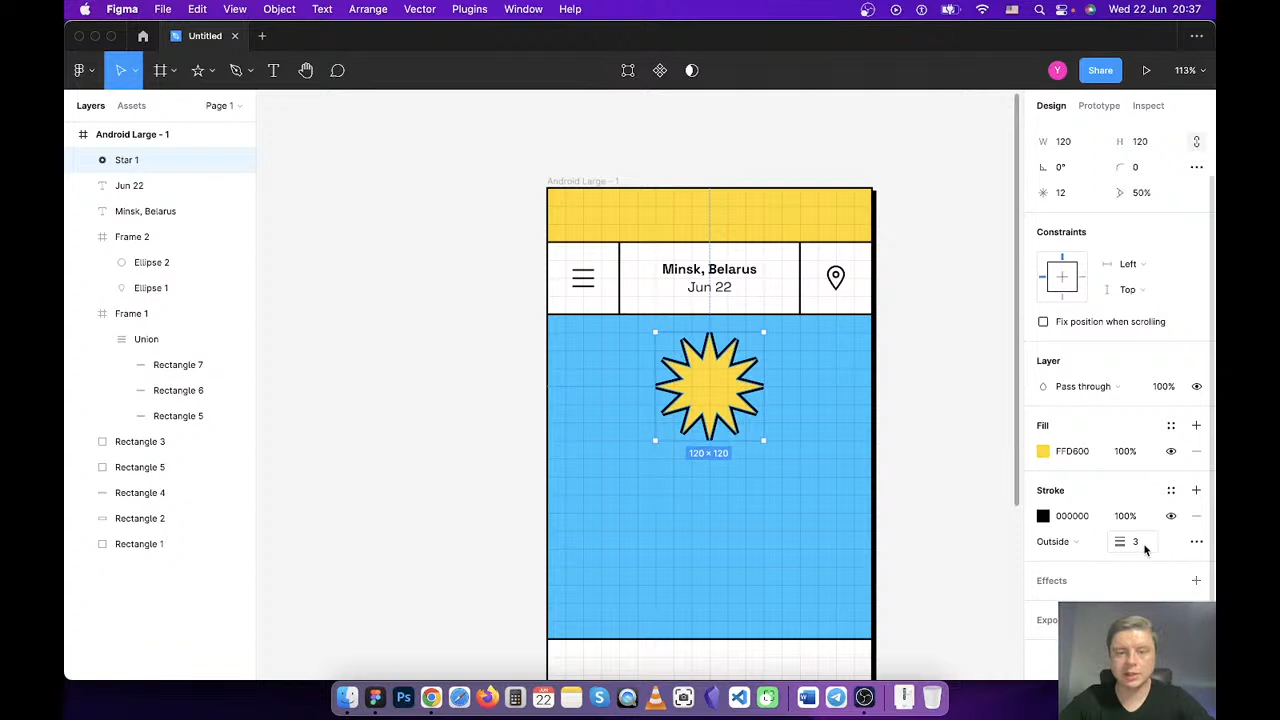 Figma File Edit View Object Text Arrange Vector Plugins Window Help Wed 22 Jun 20:37
Untitled
Y Share 113%
Layers Assets Page 1 Design Prototype Inspect
Android Large - 1
W 120 H 120
Star 1
0° 0
Jun 22
12 50%
Minsk, Belarus
Android Large - 1
Frame 2
Constraints
Ellipse 2
Left
Minsk, Belarus
Jun 22
Ellipse 1
Top
Frame 1
Fix position when scrolling
Union
Layer
Rectangle 7
Pass through 100%
Rectangle 6
Rectangle 5
Fill
Rectangle 3
FFD600 100%
120 × 120
Rectangle 5
Stroke
Rectangle 4
000000 100%
Rectangle 2
Outside 3
Rectangle 1
Effects
Expo
JUN
22